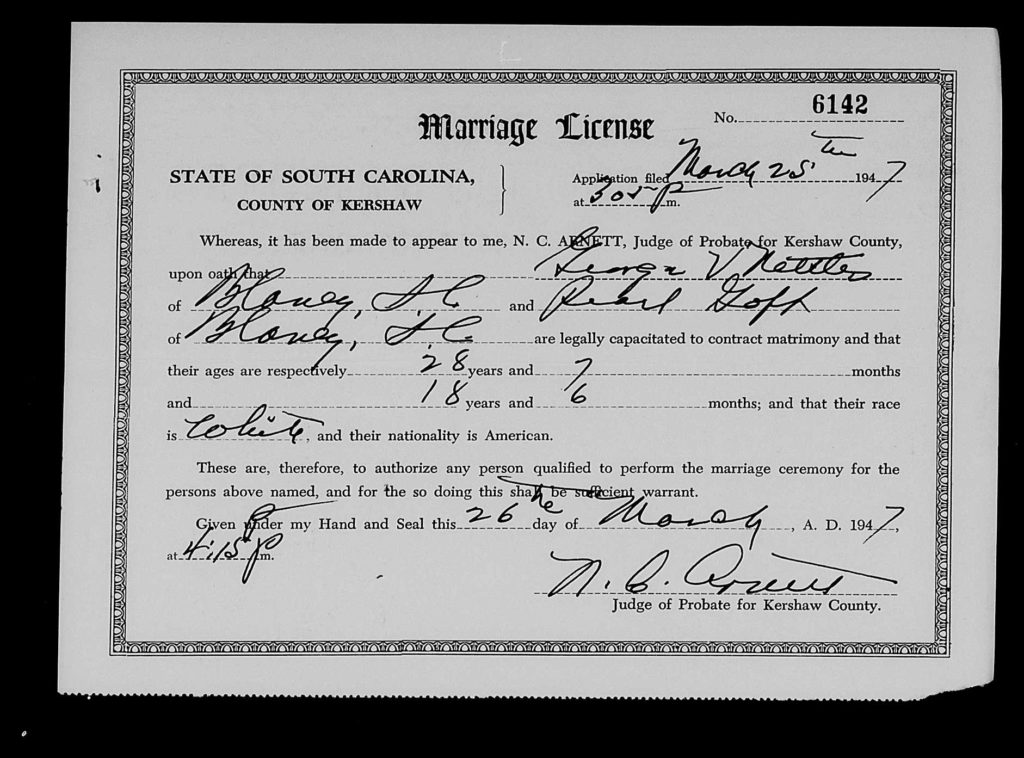 No. 6142
Marriage License
STATE OF SOUTH CAROLINA,
COUNTY OF KERSHAW
Application filed March 25th 1947
at 3 05 P m.
Whereas, it has been made to appear to me, N. C. ARNETT, Judge of Probate for Kershaw County,
upon oath that George V Nettles
of Blaney, S.C. and Pearl Goff
of Blaney, S.C. are legally capacitated to contract matrimony and that
their ages are respectively 28 years and 7 months
and 18 years and 6 months; and that their race
is White, and their nationality is American.
These are, therefore, to authorize any person qualified to perform the marriage ceremony for the
persons above named, and for the so doing this shall be sufficient warrant.
Given under my Hand and Seal this 26 the day of March, A. D. 1947,
at 4:15 P m.
N. C. Arnett
Judge of Probate for Kershaw County.